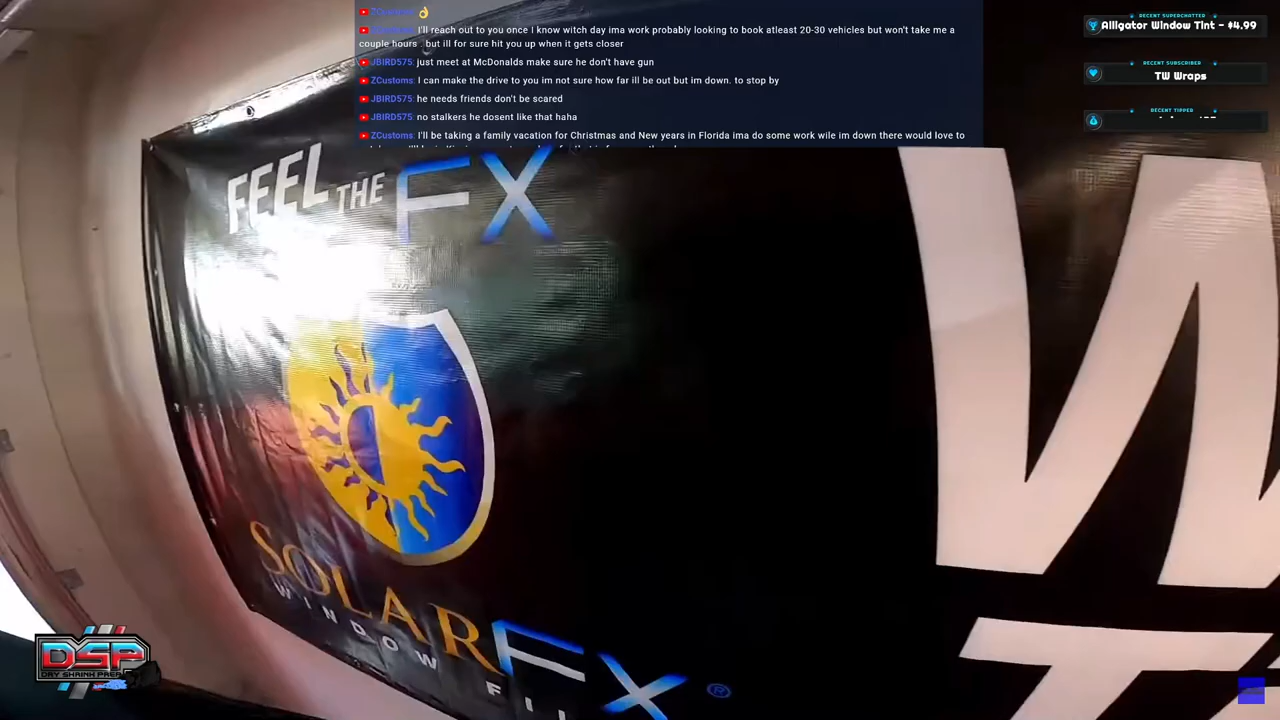 ZCustoms: 👌
I'll reach out to you once I know witch day ima work probably looking to book atleast 20-30 vehicles but won't take me a
couple hours . but ill for sure hit you up when it gets closer
JBIRD575: just meet at McDonalds make sure he don't have gun
ZCustoms: I can make the drive to you im not sure how far ill be out but im down. to stop by
JBIRD575: he needs friends don't be scared
JBIRD575: no stalkers he dosent like that haha
ZCustoms: I'll be taking a family vacation for Christmas and New years in Florida ima do some work wile im down there would love to
RECENT SUPERCHATTER
Alligator Window Tint - $4.99
RECENT SUBSCRIBER
TW Wraps
RECENT TIPPER
FEEL THE FX
SOLAR FX ®
WINDOW
W
DSP
DRY SHRINK PREP